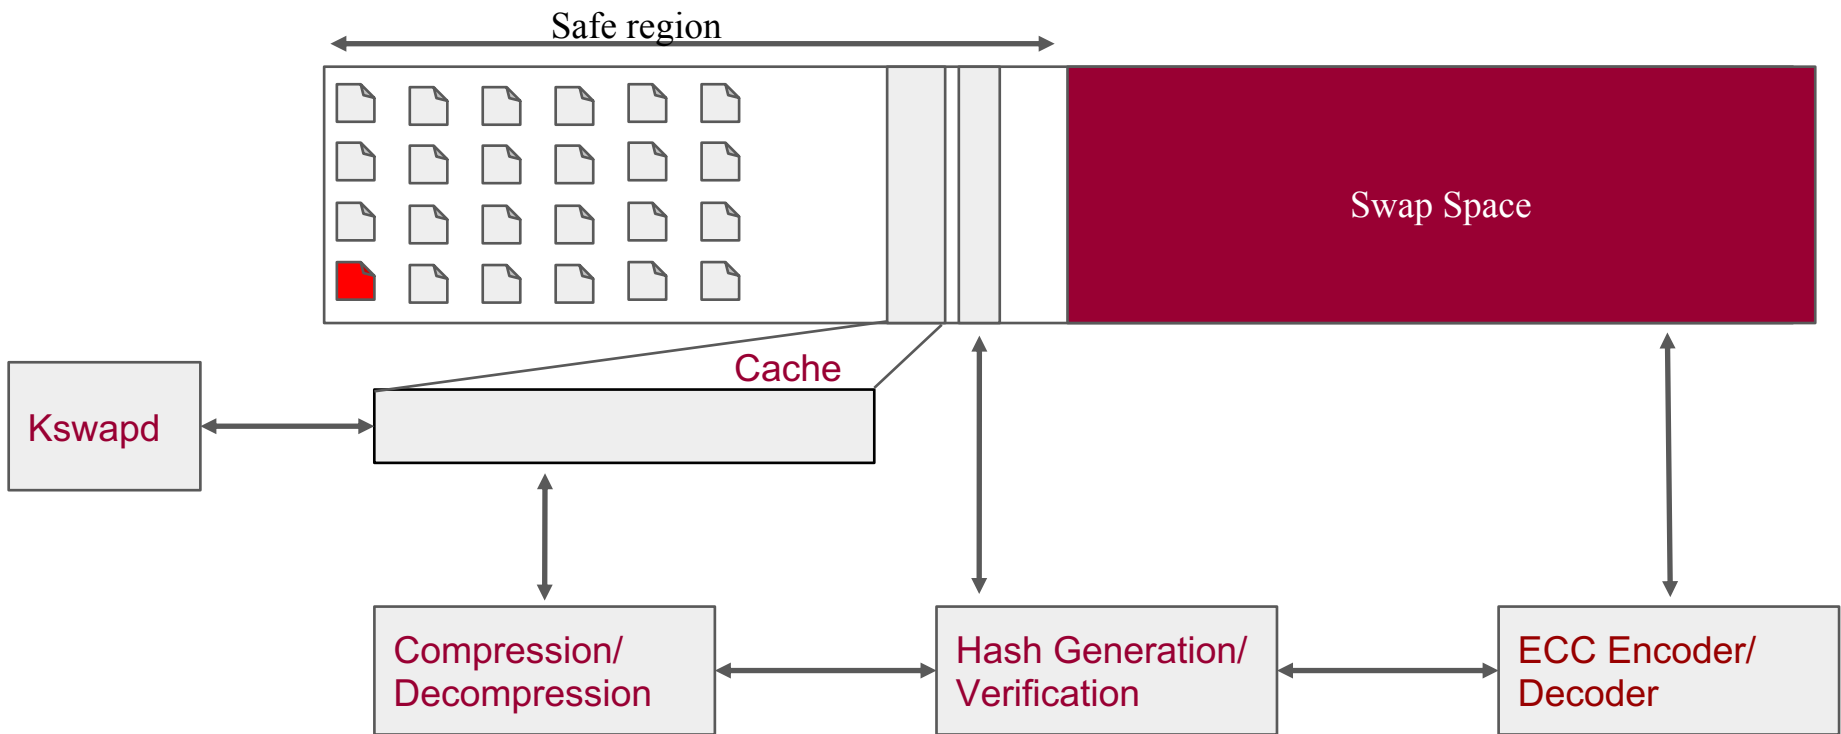 Safe region
Swap Space
Cache
Kswapd
Compression/
Decompression
Hash Generation/
Verification
ECC Encoder/
Decoder